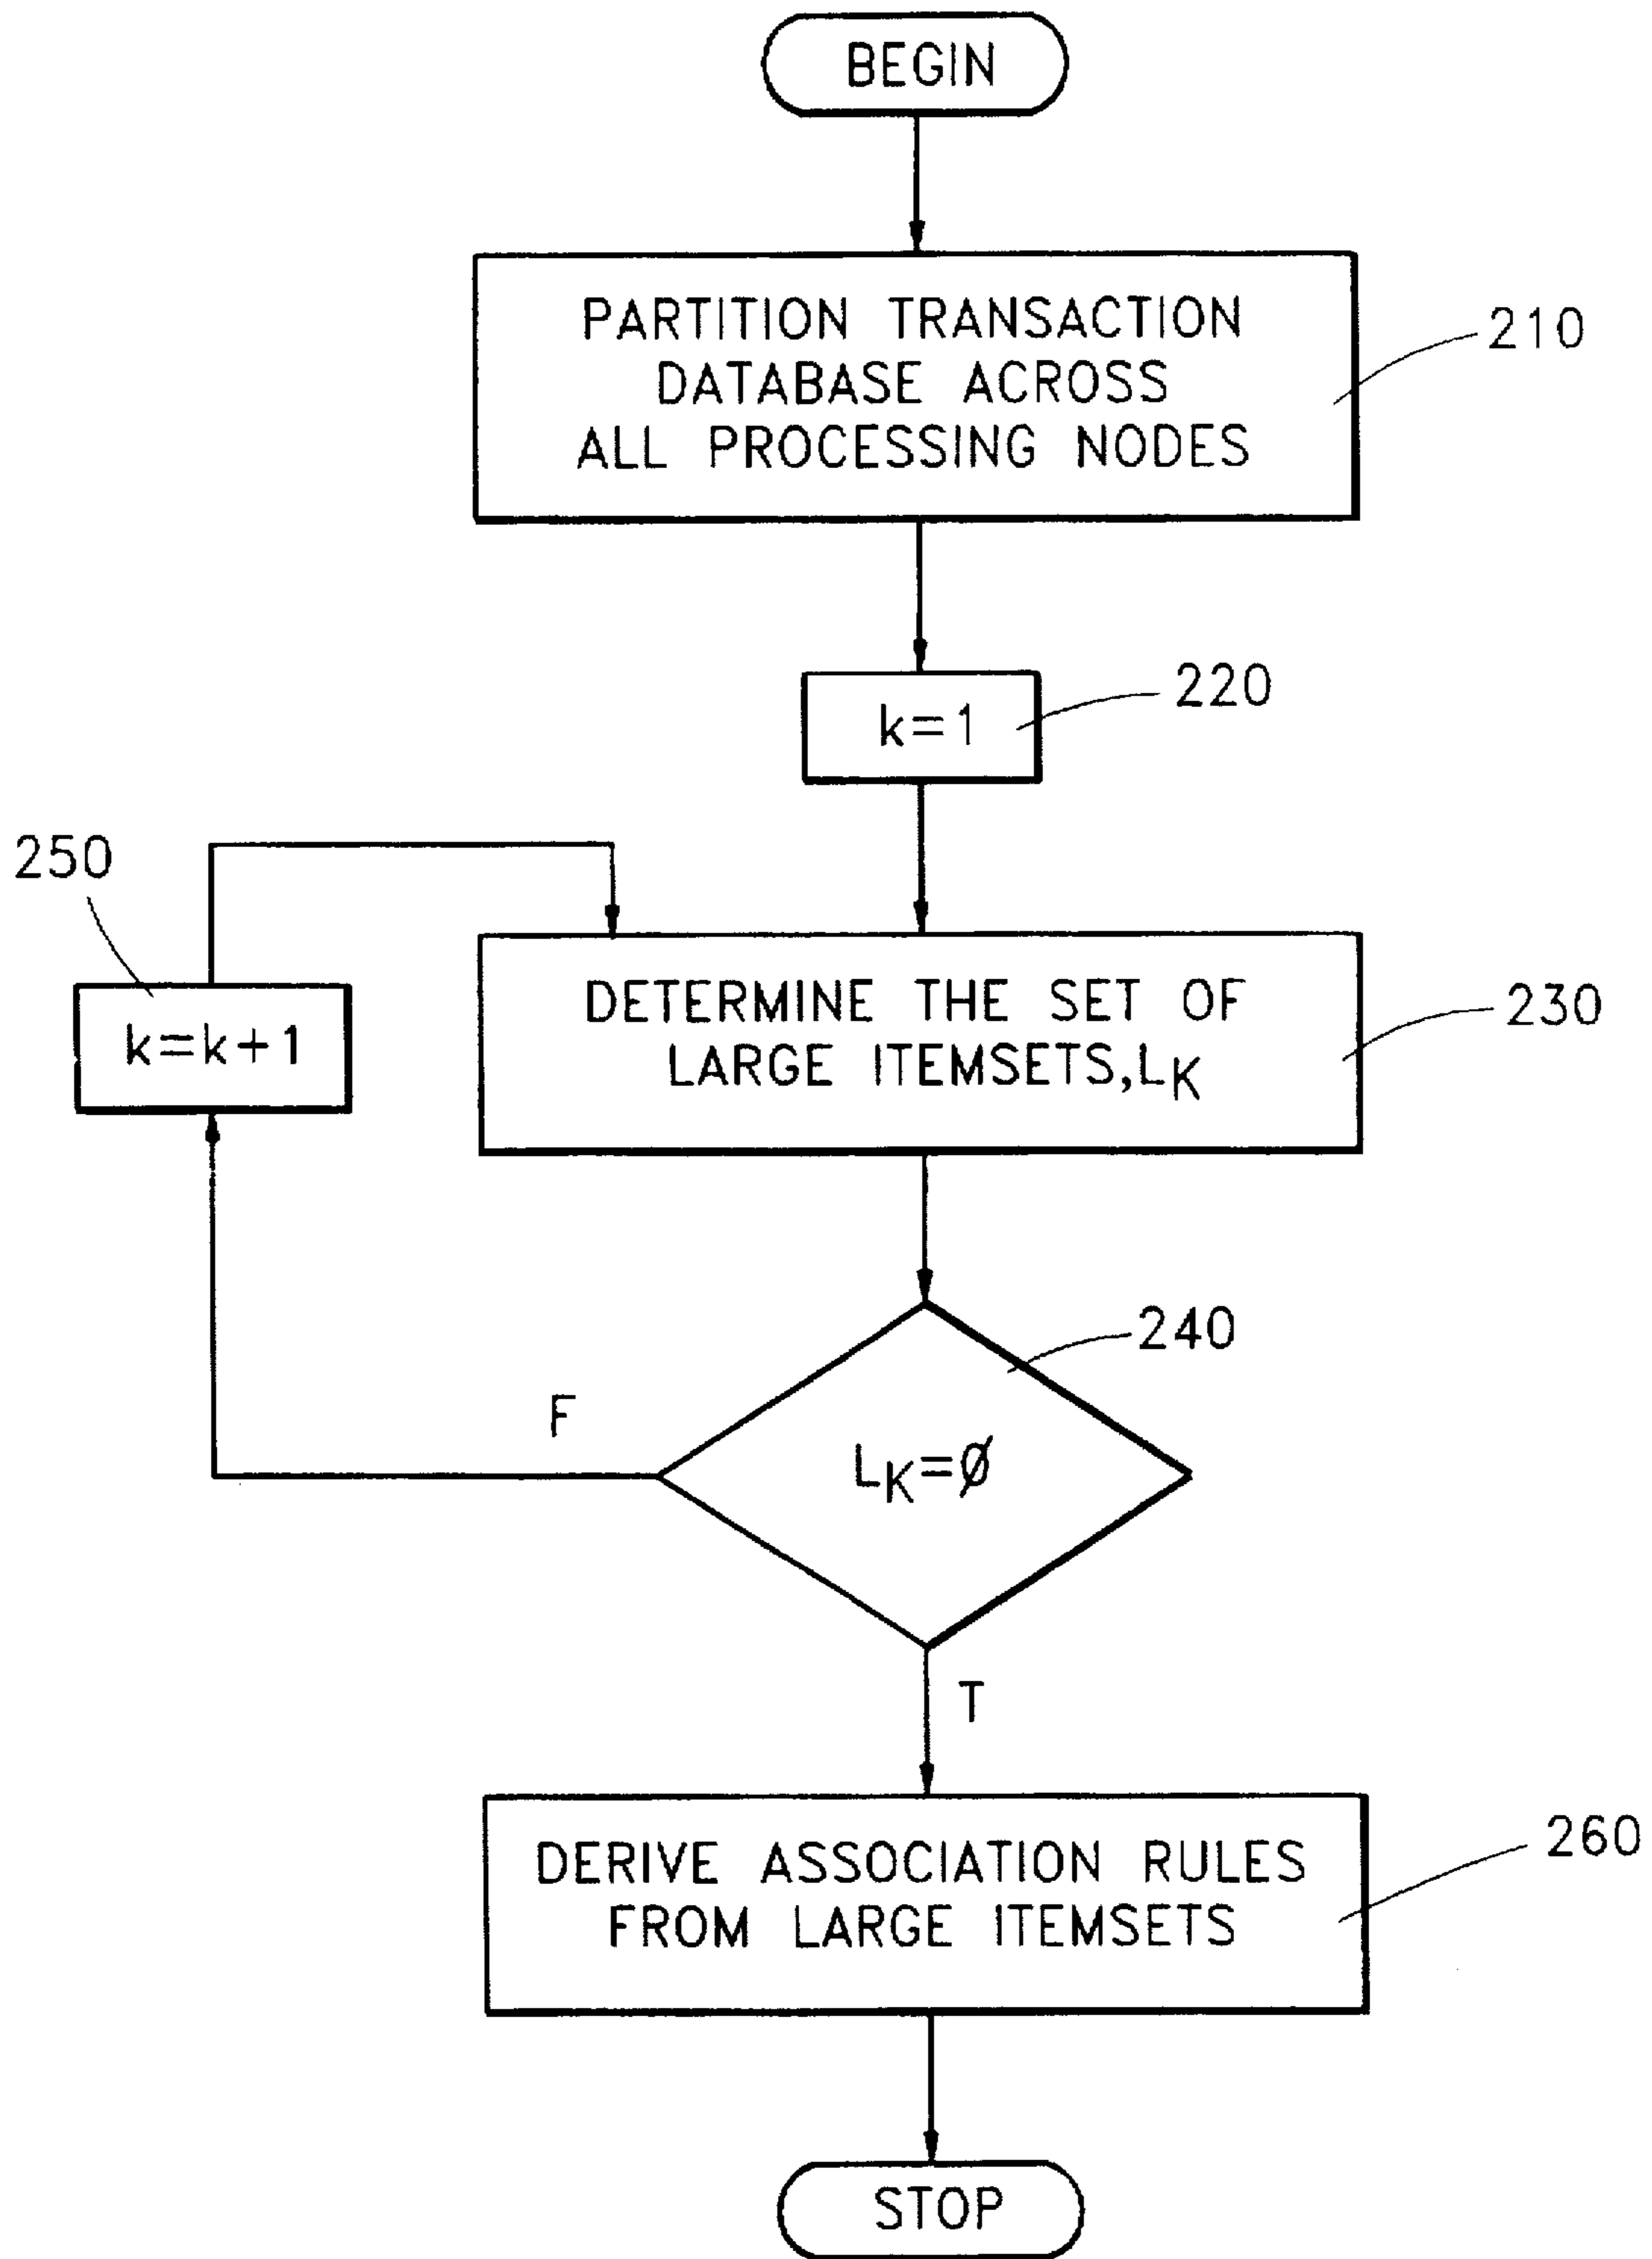 BEGIN
PARTITION TRANSACTION
DATABASE ACROSS
ALL PROCESSING NODES
210
k=1
220
250
k=k+1
DETERMINE THE SET OF
LARGE ITEMSETS,LK
230
240
F
LK=∅
T
DERIVE ASSOCIATION RULES
FROM LARGE ITEMSETS
260
STOP